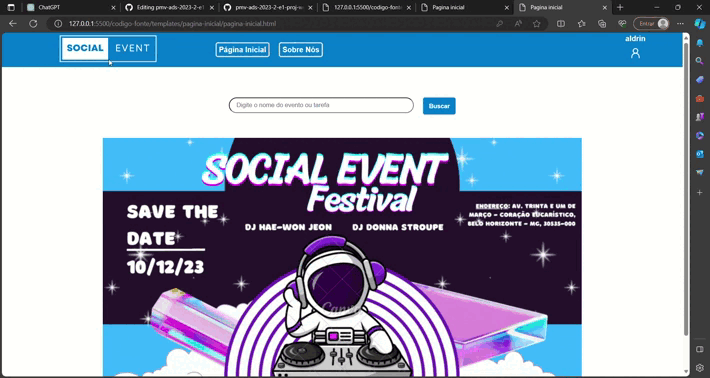 ChatGPT
Editing pmv-ads-2023-2-e1
pmv-ads-2023-2-e1-proj-w
127.0.0.1:5500/codigo-fonte
Pagina inicial
Pagina inicial
127.0.0.1:5500/codigo-fonte/templates/pagina-inicial/pagina-inicial.html
Entrar
SOCIAL EVENT
Página Inicial
Sobre Nós
aldrin
Digite o nome do evento ou tarefa
Buscar
SOCIAL EVENT
Festival
SAVE THE
DATE
10/12/23
DJ HAE-WON JEON
DJ DONNA STROUPE
ENDEREÇO: AV. TRINTA E UM DE
MARÇO - CORAÇÃO EUCARÍSTICO,
BELO HORIZONTE - MG, 30535-000
Canva